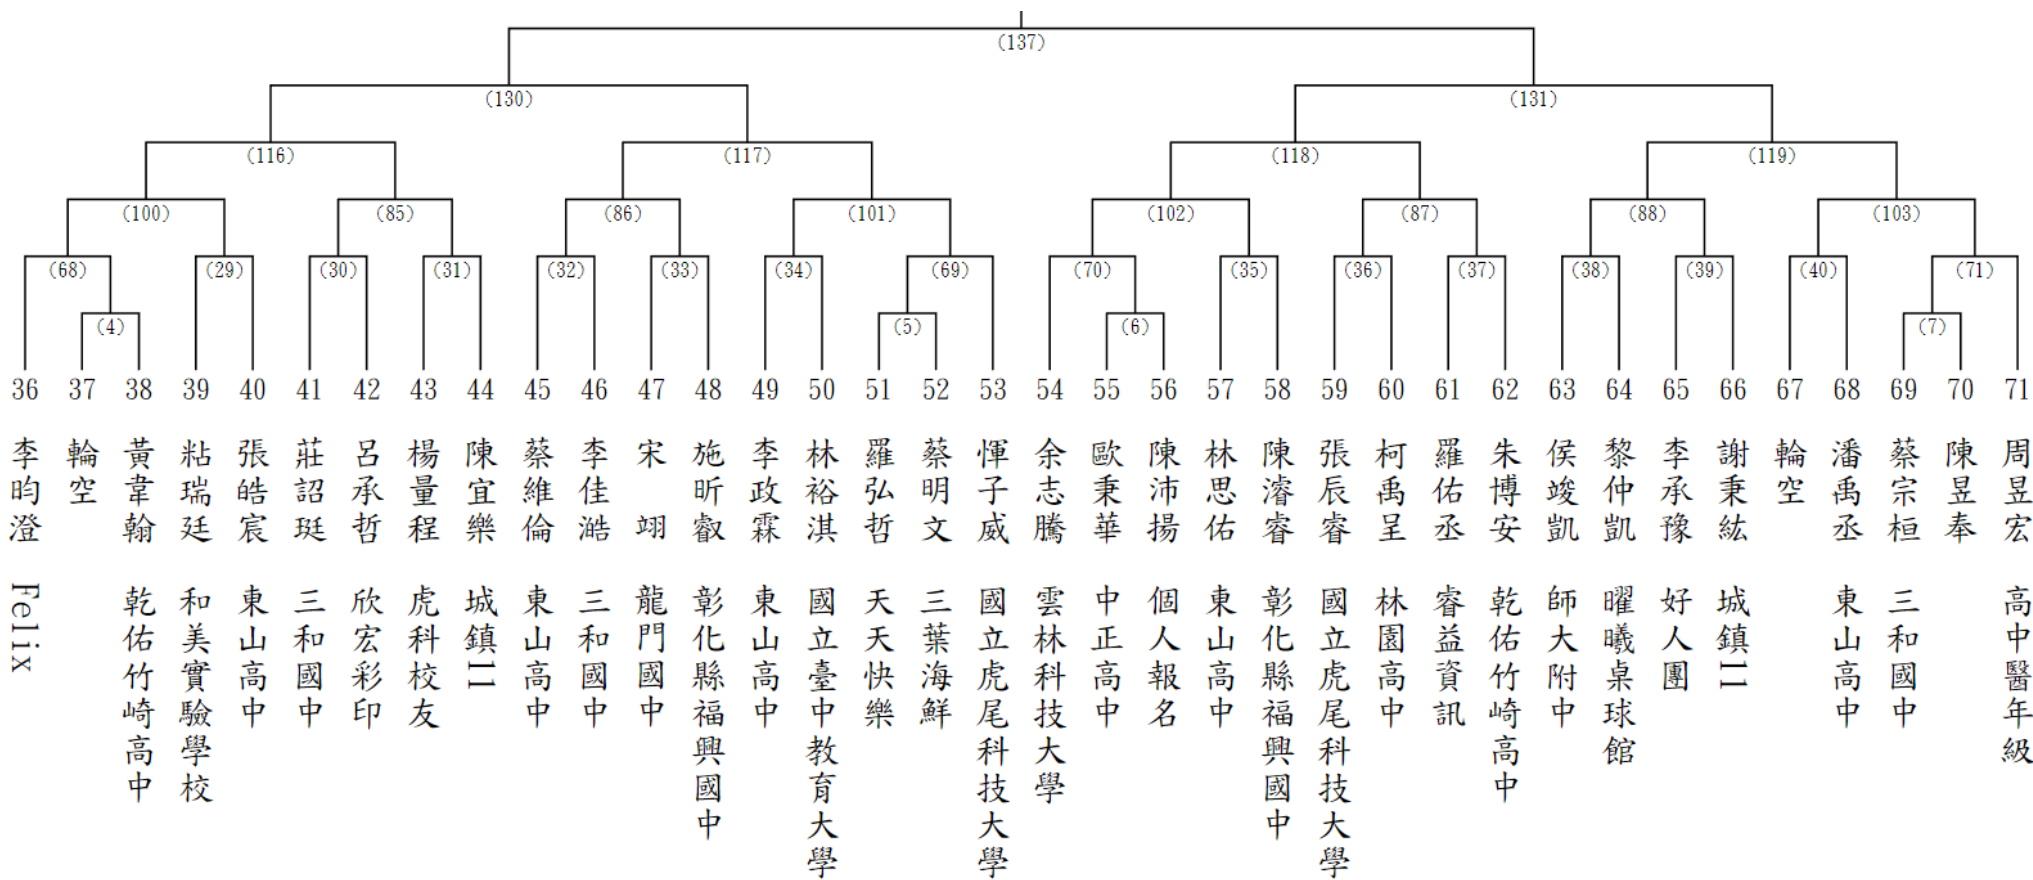 (137)
(130) (131)
(116) (117) (118) (119)
(100) (85) (86) (101) (102) (87) (88) (103)
(68) (29) (30) (31) (32) (33) (34) (69) (70) (35) (36) (37) (38) (39) (40) (71)
(4) (5) (6) (7)
36 李昀澄 Felix
37 輪空
38 黃韋翰 乾佑竹崎高中
39 粘瑞廷 和美實驗學校
40 張皓宸 東山高中
41 莊詔珽 三和國中
42 呂承哲 欣宏彩印
43 楊量程 虎科校友
44 陳宜樂 城鎮11
45 蔡維倫 東山高中
46 李佳澔 三和國中
47 宋翊 龍門國中
48 施昕叡 彰化縣福興國中
49 李政霖 東山高中
50 林裕淇 國立臺中教育大學
51 羅弘哲 天天快樂
52 蔡明文 三葉海鮮
53 惲子威 國立虎尾科技大學
54 余志騰 雲林科技大學
55 歐秉華 中正高中
56 陳沛揚 個人報名
57 林思佑 東山高中
58 陳濬睿 彰化縣福興國中
59 張辰睿 國立虎尾科技大學
60 柯禹呈 林園高中
61 羅佑丞 睿益資訊
62 朱博安 乾佑竹崎高中
63 侯竣凱 師大附中
64 黎仲凱 曜曦桌球館
65 李承豫 好人團
66 謝秉紘 城鎮11
67 輪空
68 潘禹丞 東山高中
69 蔡宗桓 三和國中
70 陳昱奉
71 周昱宏 高中醫年級